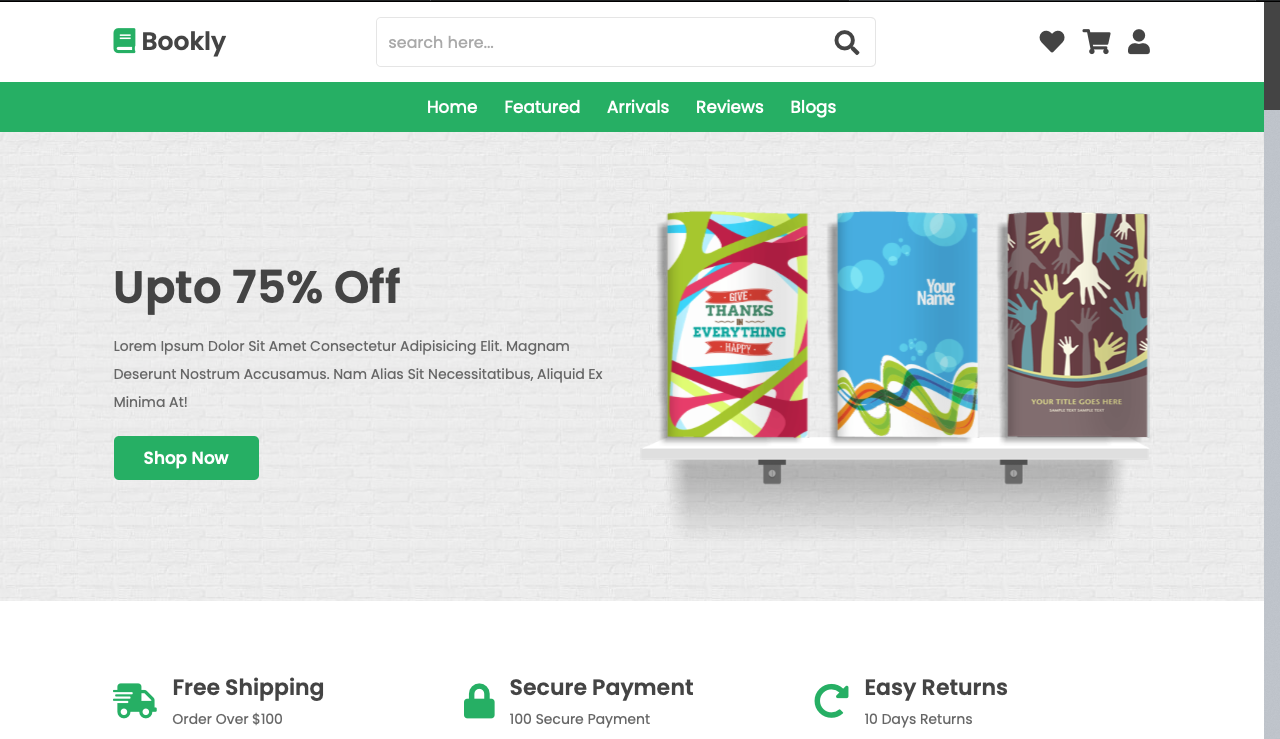 Bookly
search here...
Home Featured Arrivals Reviews Blogs
Upto 75% Off
Lorem Ipsum Dolor Sit Amet Consectetur Adipisicing Elit. Magnam
Deserunt Nostrum Accusamus. Nam Alias Sit Necessitatibus, Aliquid Ex
Minima At!
Shop Now
GIVE
THANKS
IN
EVERYTHING
HAPPY
Your
Name
YOUR TITLE GOES HERE
SAMPLE TEXT SAMPLE TEXT
Free Shipping
Order Over $100
Secure Payment
100 Secure Payment
Easy Returns
10 Days Returns